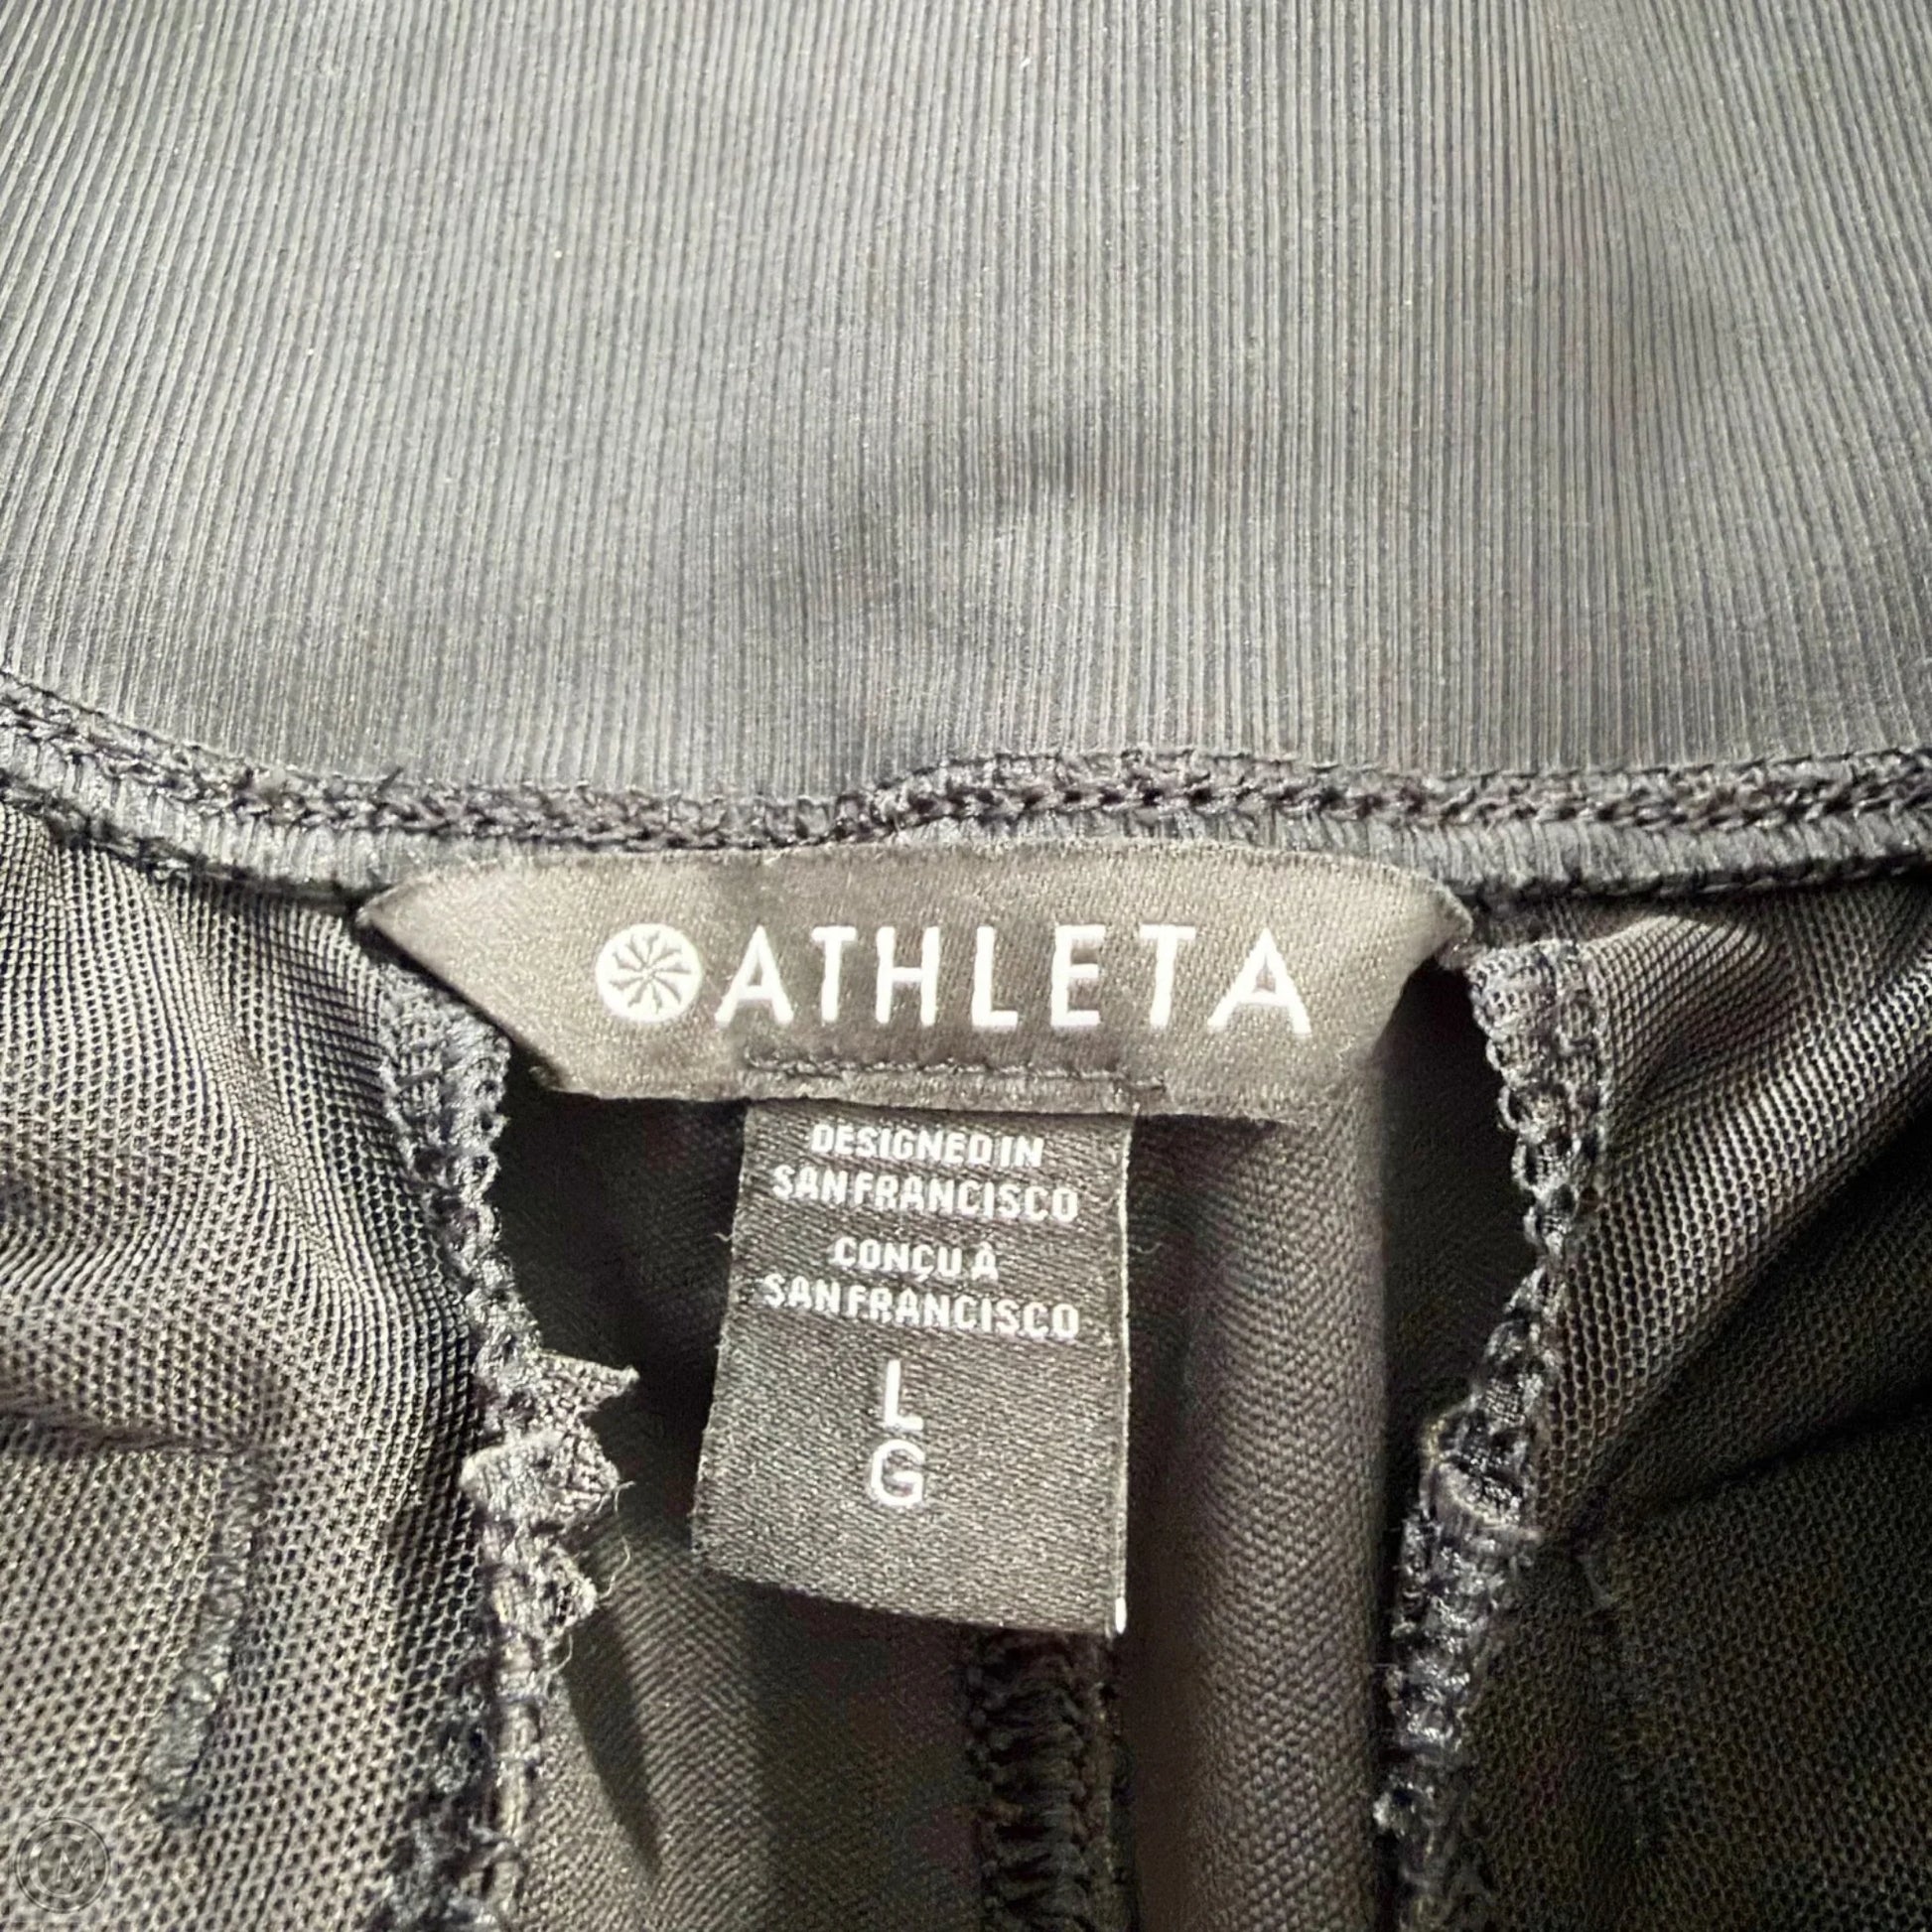 ATHLETA
DESIGNED IN
SAN FRANCISCO
CONÇU À
SAN FRANCISCO
L
G